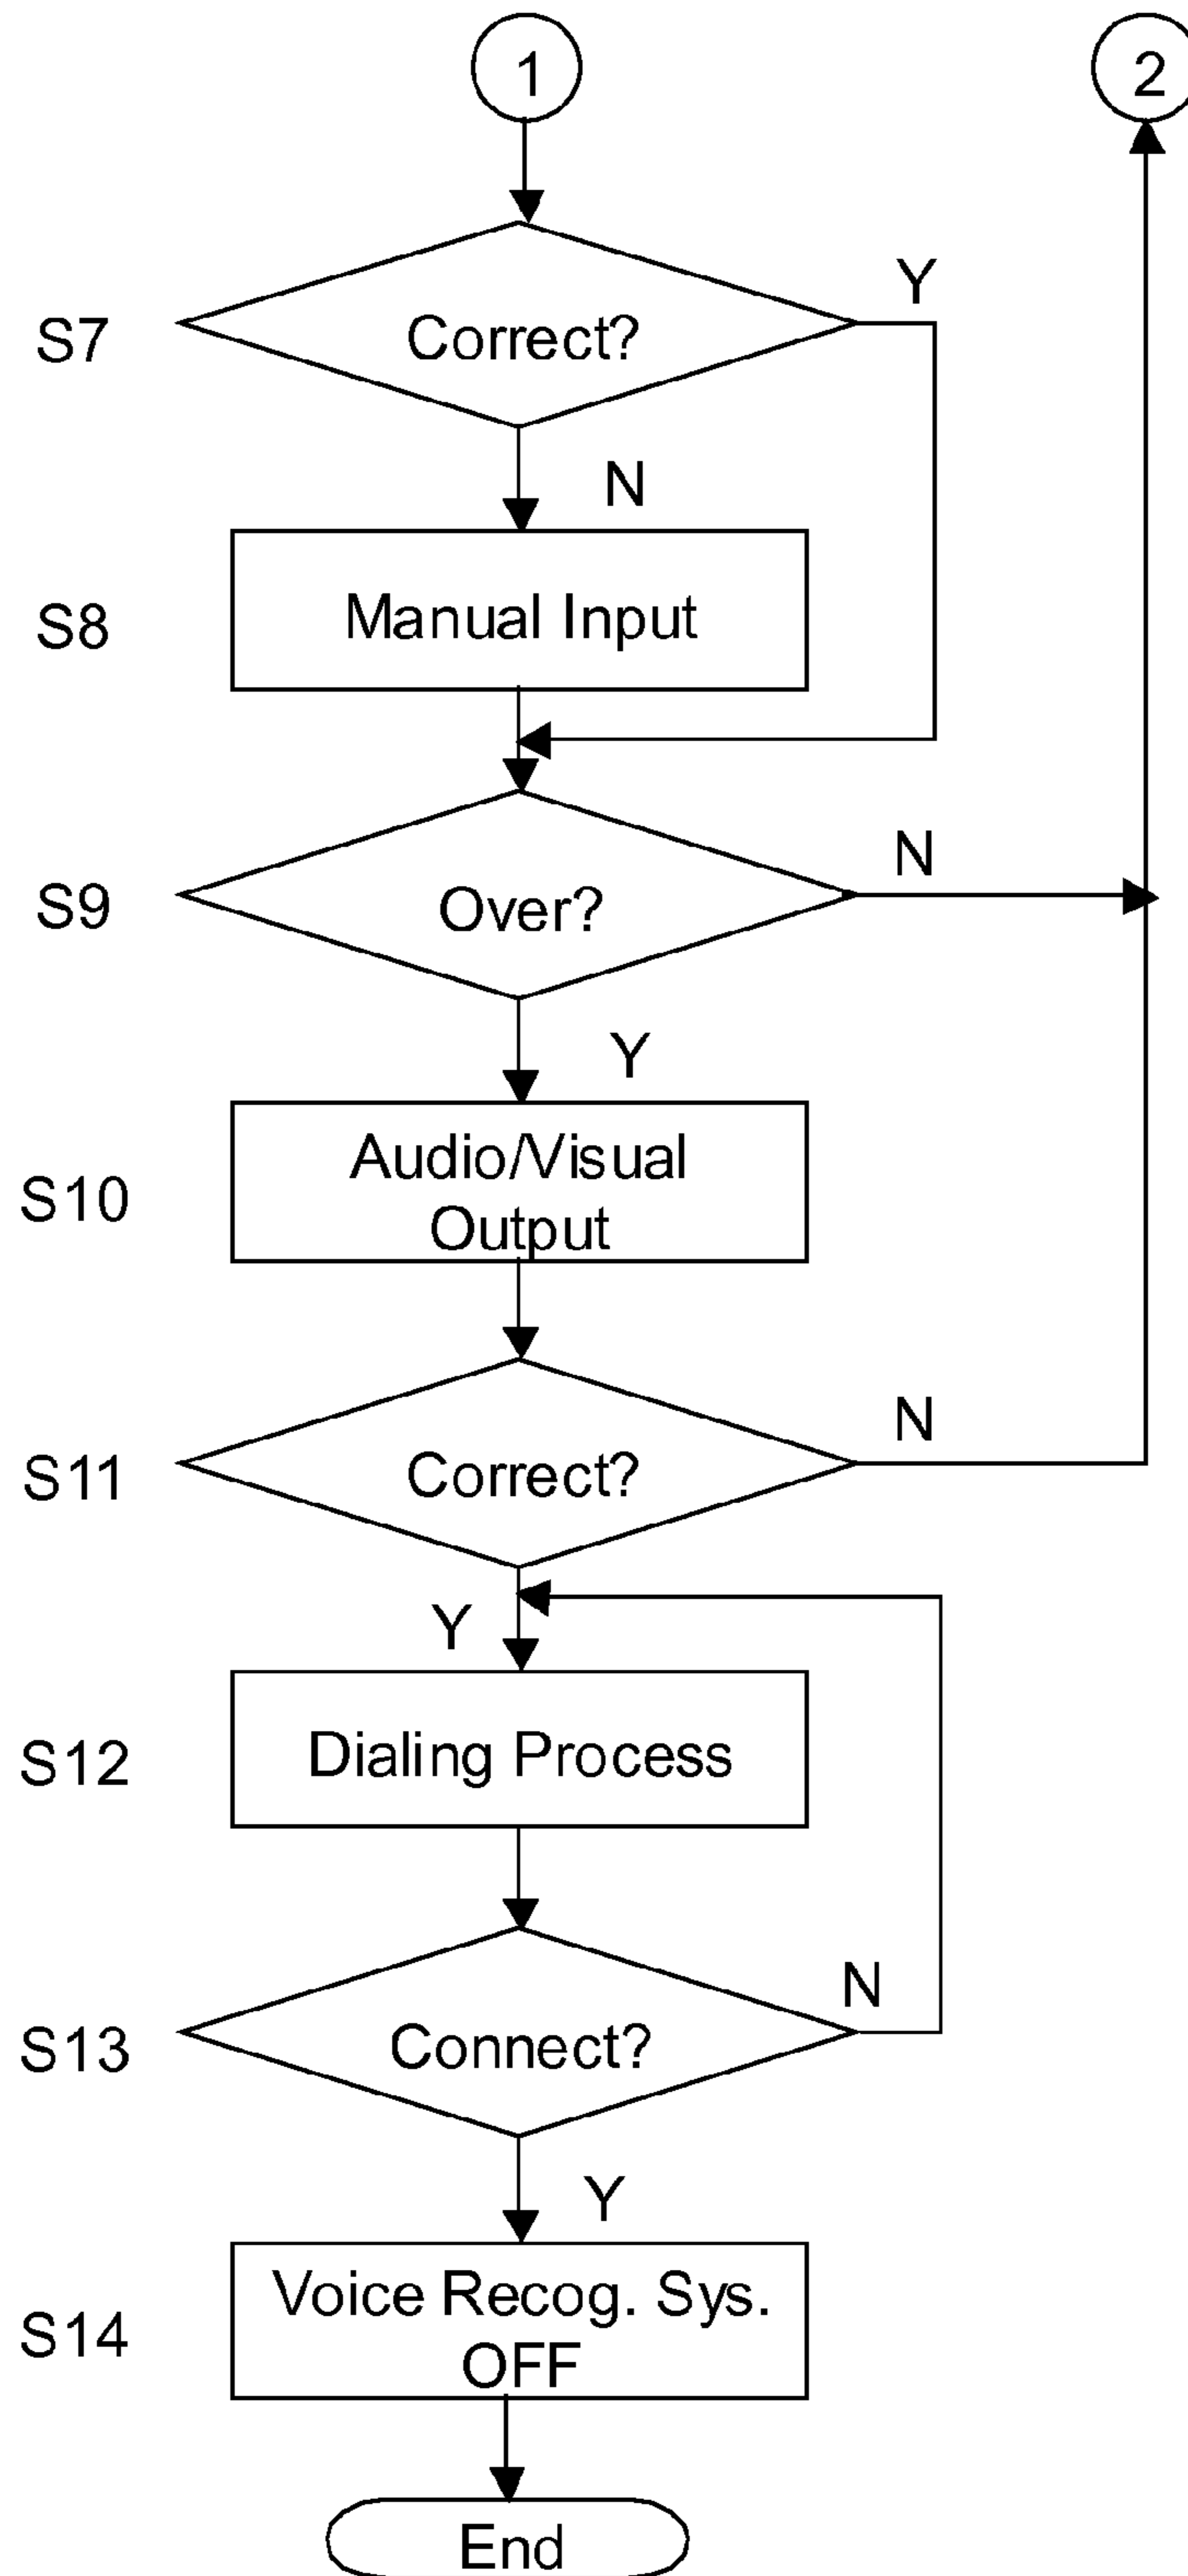 1
2
S7
Correct?
Y
N
S8
Manual Input
S9
Over?
N
Y
S10
Audio/Visual
Output
S11
Correct?
N
Y
S12
Dialing Process
S13
Connect?
N
Y
S14
Voice Recog. Sys.
OFF
End